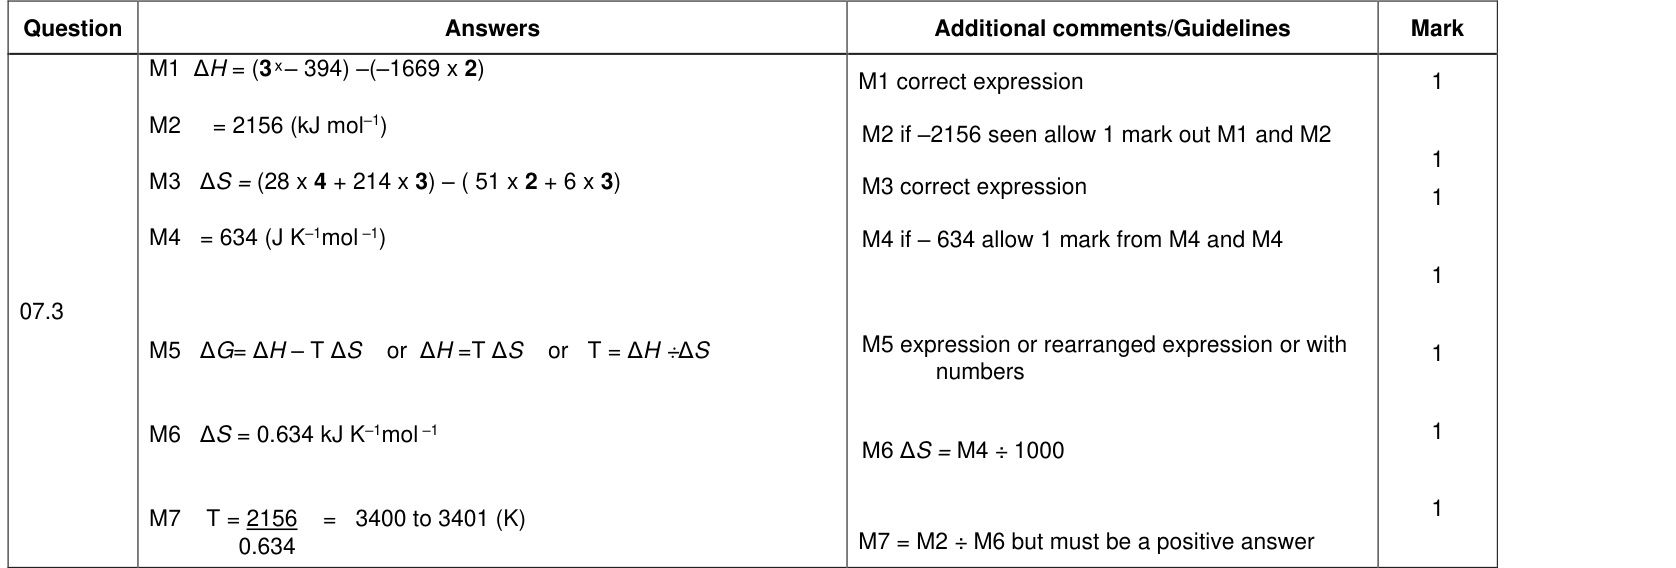 Question Answers Additional comments/Guidelines Mark
M1 ΔH = (3 x – 394) –(–1669 x 2)
M1 correct expression 1
M2 = 2156 (kJ mol⁻¹)
M2 if –2156 seen allow 1 mark out M1 and M2
1
M3 ΔS = (28 x 4 + 214 x 3) – ( 51 x 2 + 6 x 3)
M3 correct expression
1
M4 = 634 (J K⁻¹mol ⁻¹)
M4 if – 634 allow 1 mark from M4 and M4
1
07.3
M5 ΔG= ΔH – T ΔS or ΔH =T ΔS or T = ΔH ÷ΔS
M5 expression or rearranged expression or with
numbers
1
M6 ΔS = 0.634 kJ K⁻¹mol ⁻¹
1
M6 ΔS = M4 ÷ 1000
M7 T = 2156 = 3400 to 3401 (K)
0.634
1
M7 = M2 ÷ M6 but must be a positive answer